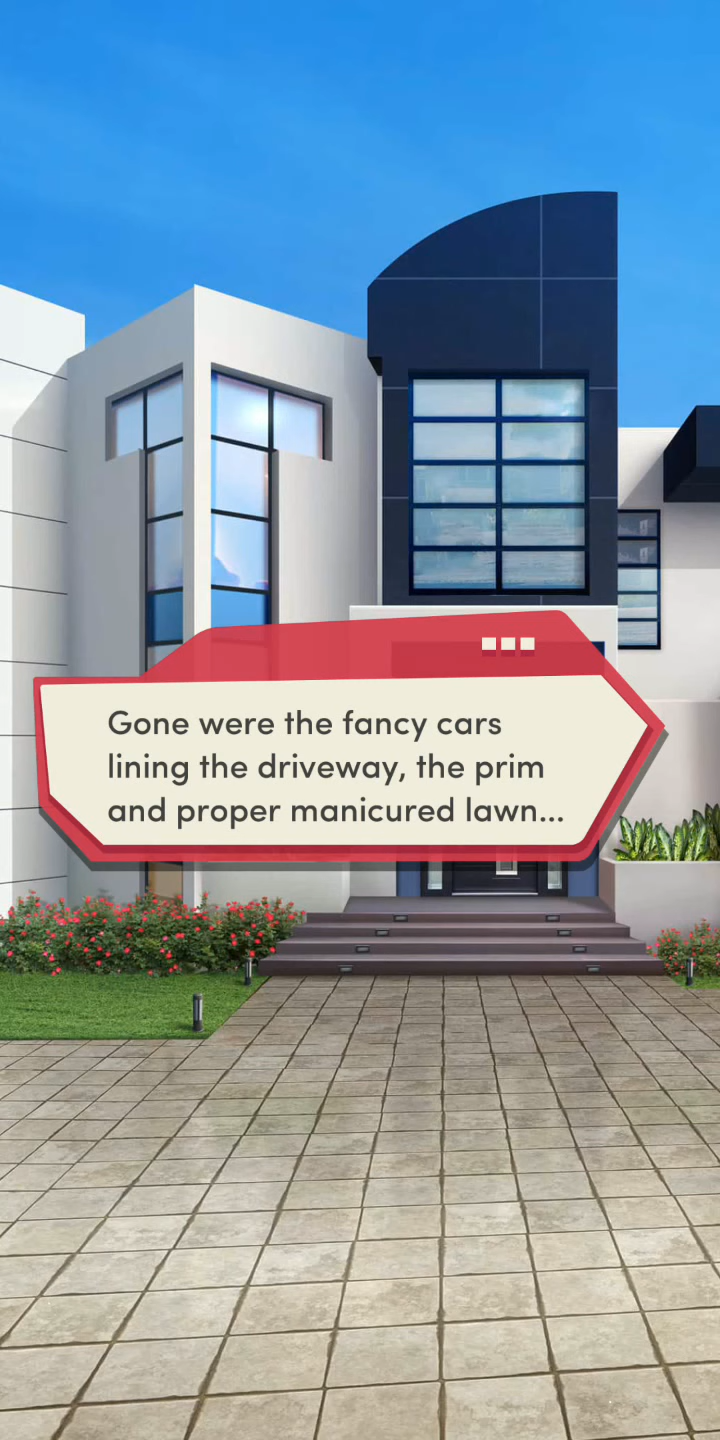 Gone were the fancy cars
lining the driveway, the prim
and proper manicured lawn...